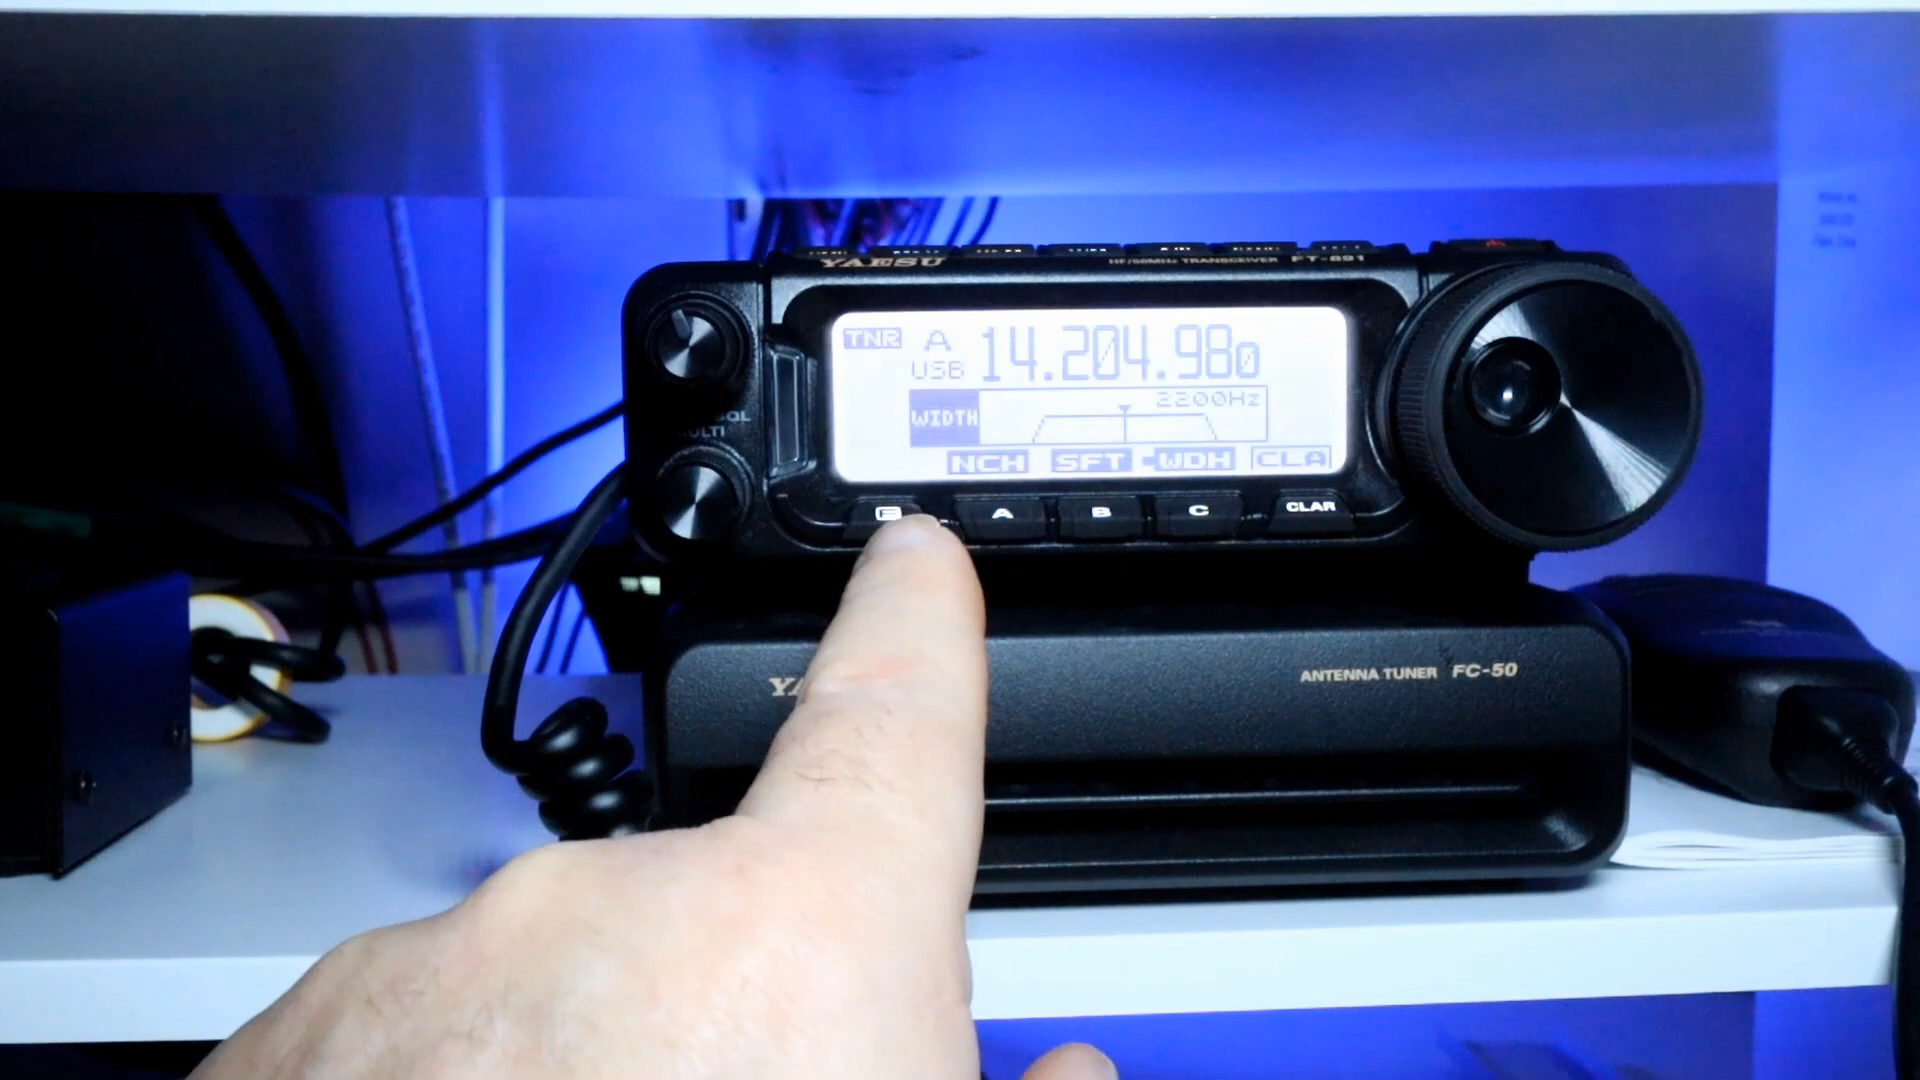 YAESU HF/50MHz TRANSCEIVER FT-891
TNR A 14.204.980
USB
WIDTH 2200Hz
NCH SFT WDH CLA
F A B C CLAR
ANTENNA TUNER FC-50